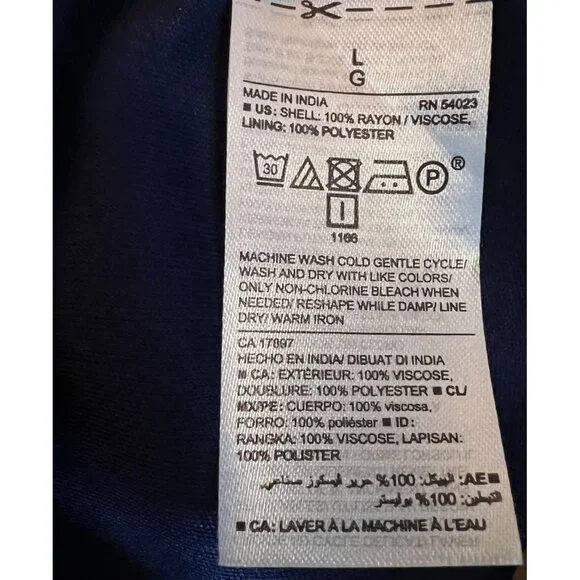 L
G
MADE IN INDIA RN 54023
■ US: SHELL: 100% RAYON / VISCOSE,
LINING: 100% POLYESTER
30 P ®
I
1166
MACHINE WASH COLD GENTLE CYCLE/
WASH AND DRY WITH LIKE COLORS/
ONLY NON-CHLORINE BLEACH WHEN
NEEDED/ RESHAPE WHILE DAMP/ LINE
DRY/ WARM IRON
CA 17897
HECHO EN INDIA/ DIBUAT DI INDIA
■ CA: EXTÉRIEUR: 100% VISCOSE,
DOUBLURE: 100% POLYESTER ■ CL/
MX/PE: CUERPO: 100% viscosa,
FORRO: 100% poliéster ■ ID:
RANGKA: 100% VISCOSE, LAPISAN:
100% POLISTER
■ AE: الهيكل: 100% حرير فيسكوز صناعي,
التبطين: 100% بوليستر
■ CA: LAVER À LA MACHINE À L'EAU